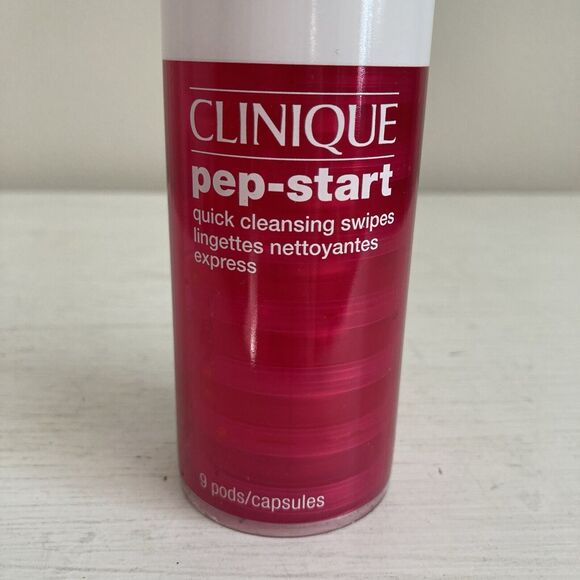 CLINIQUE
pep-start
quick cleansing swipes
lingettes nettoyantes
express
9 pods/capsules